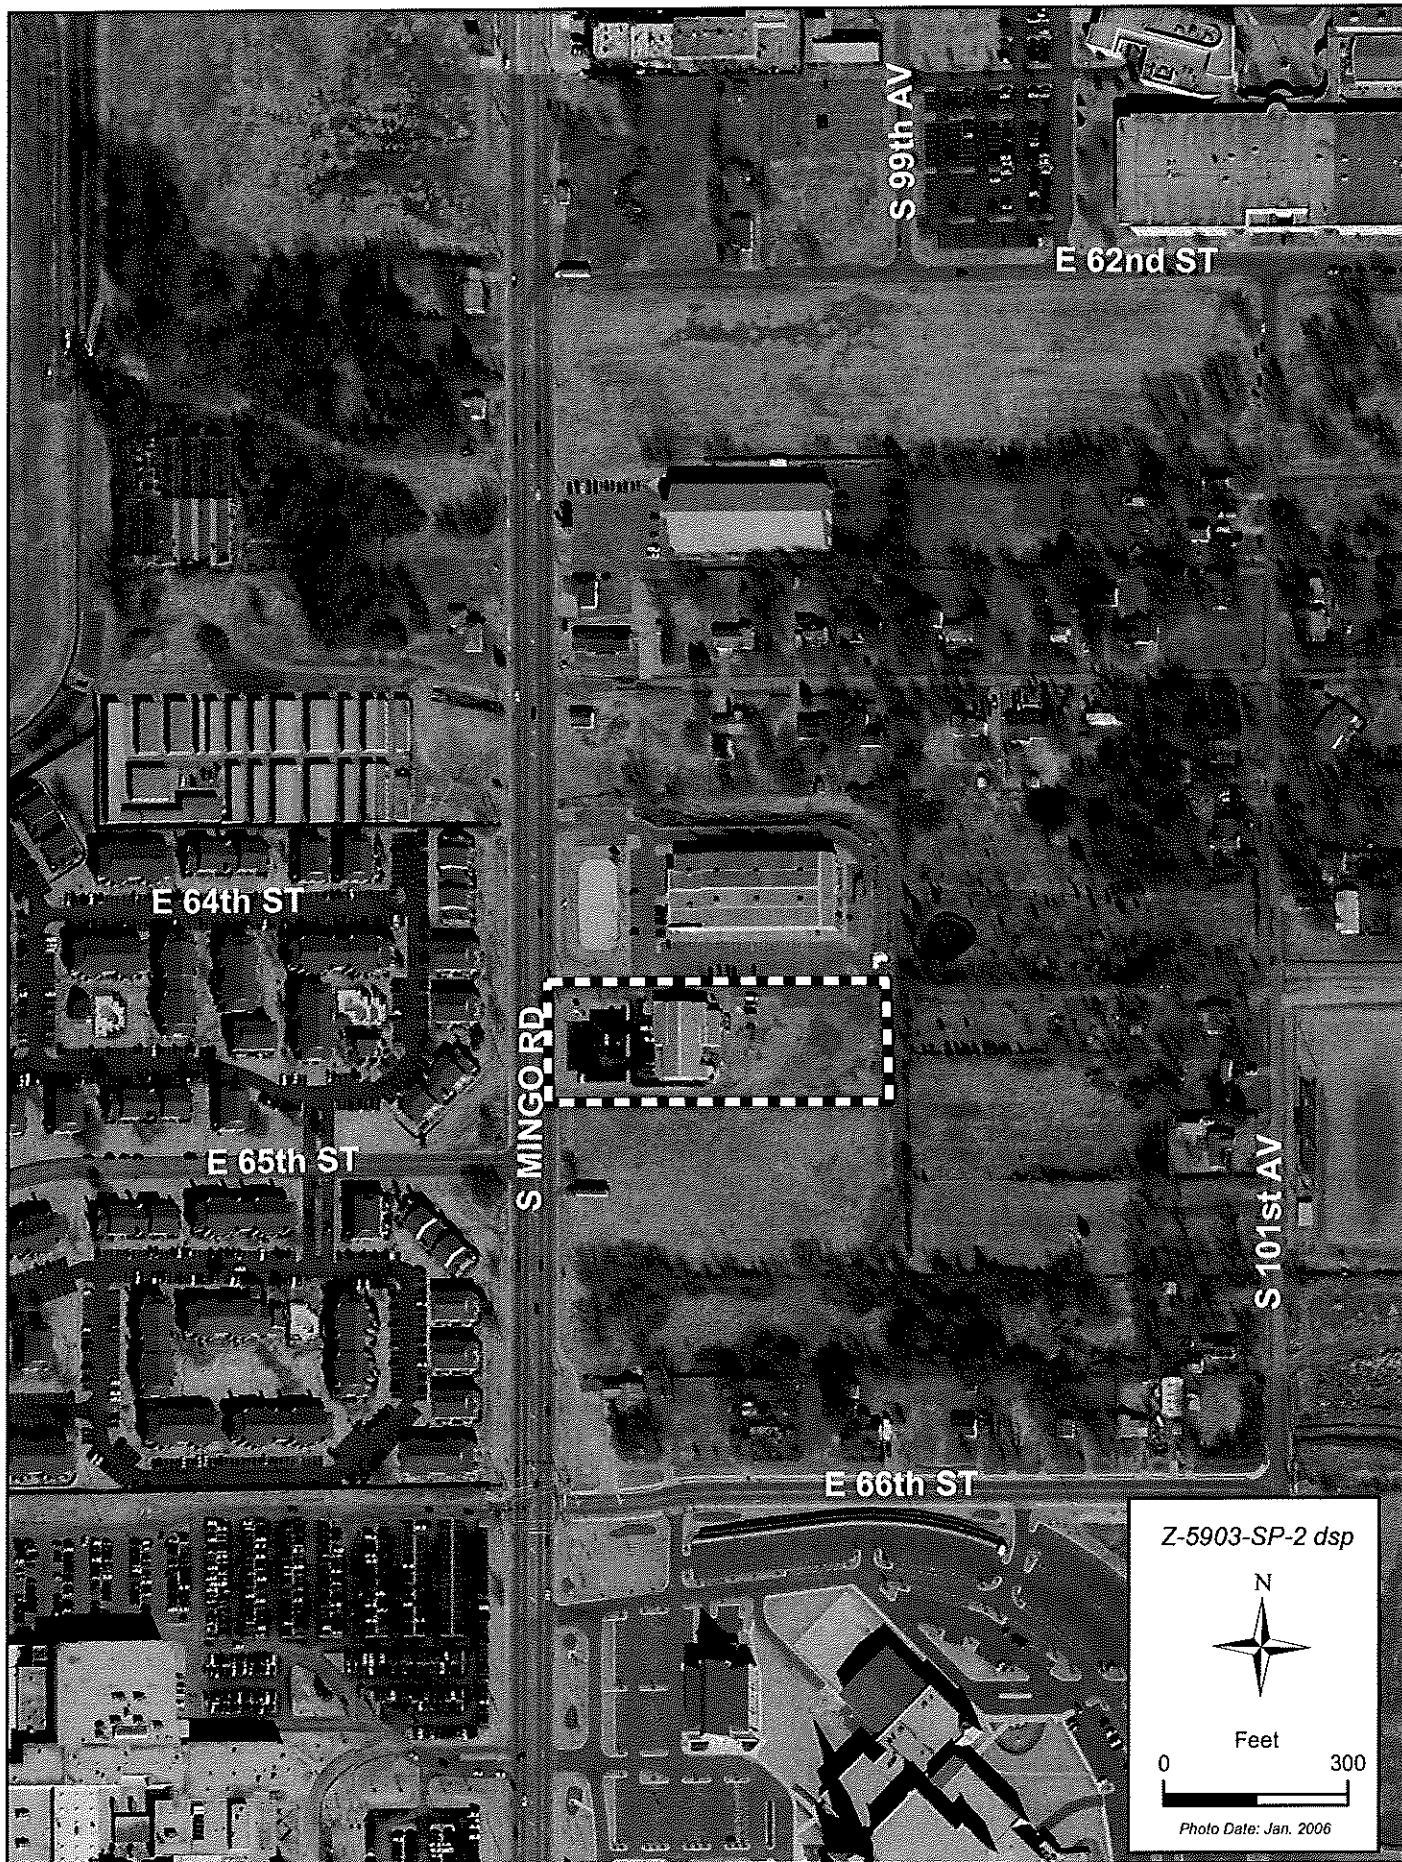 S 99th AV
E 62nd ST
E 64th ST
S MINGO RD
E 65th ST
S 101st AV
E 66th ST
Z-5903-SP-2 dsp
N
Feet
0 300
Photo Date: Jan. 2006